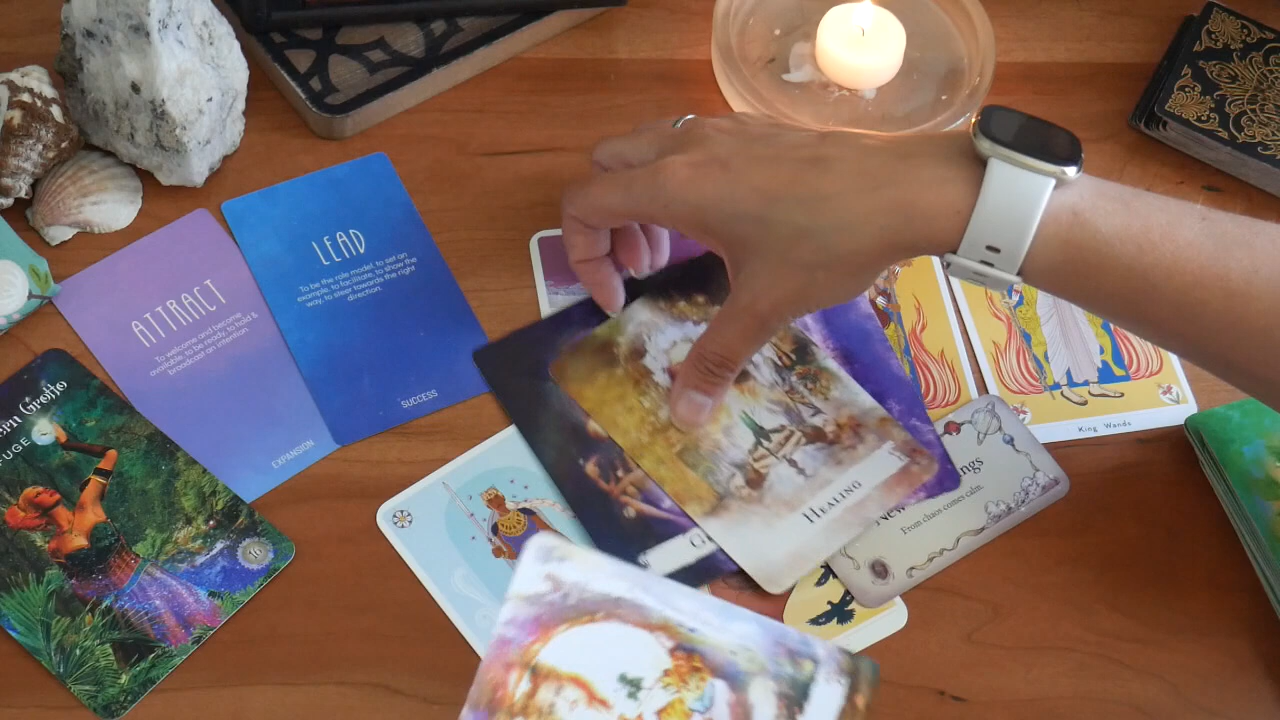 LEAD
To be the role model, to set an
example, to facilitate, to show the
way, to steer towards the right
direction.
SUCCESS
ATTRACT
To welcome and become
available, to be ready, to hold &
broadcast an intention.
EXPANSION
16
HEALING
From chaos comes calm.
King Wands